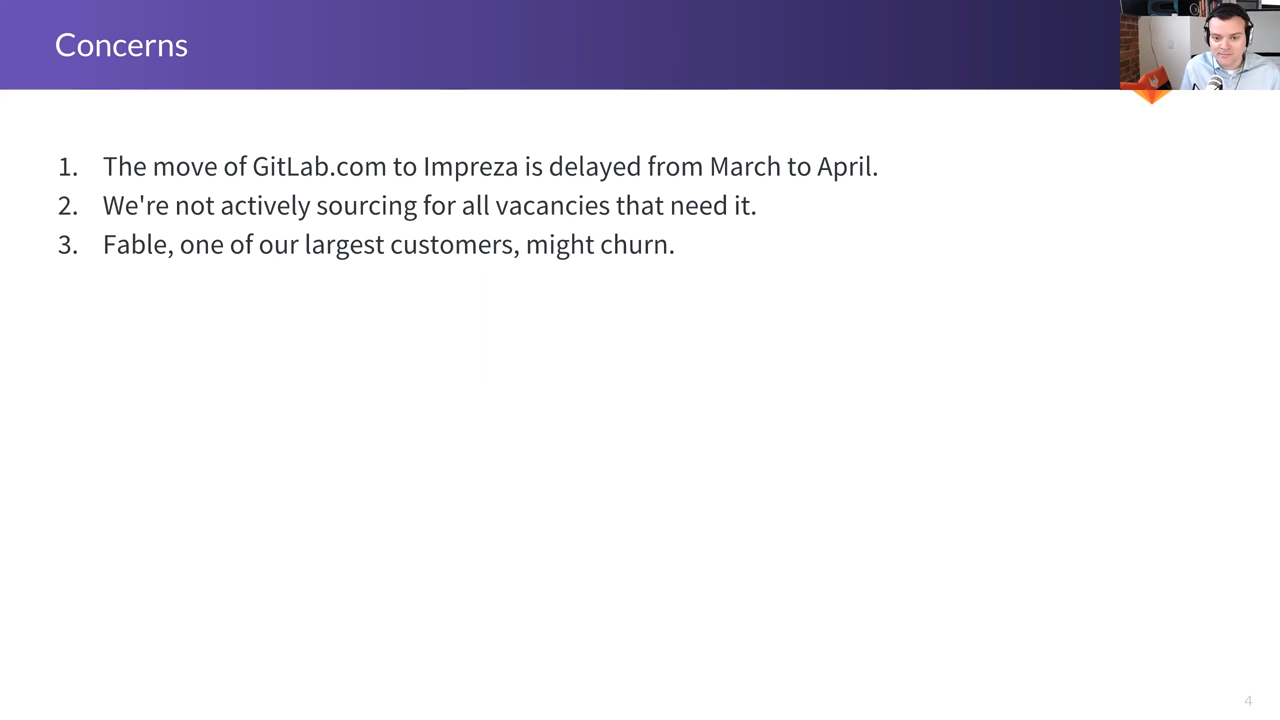 Concerns
1. The move of GitLab.com to Impreza is delayed from March to April.
2. We're not actively sourcing for all vacancies that need it.
3. Fable, one of our largest customers, might churn.
4